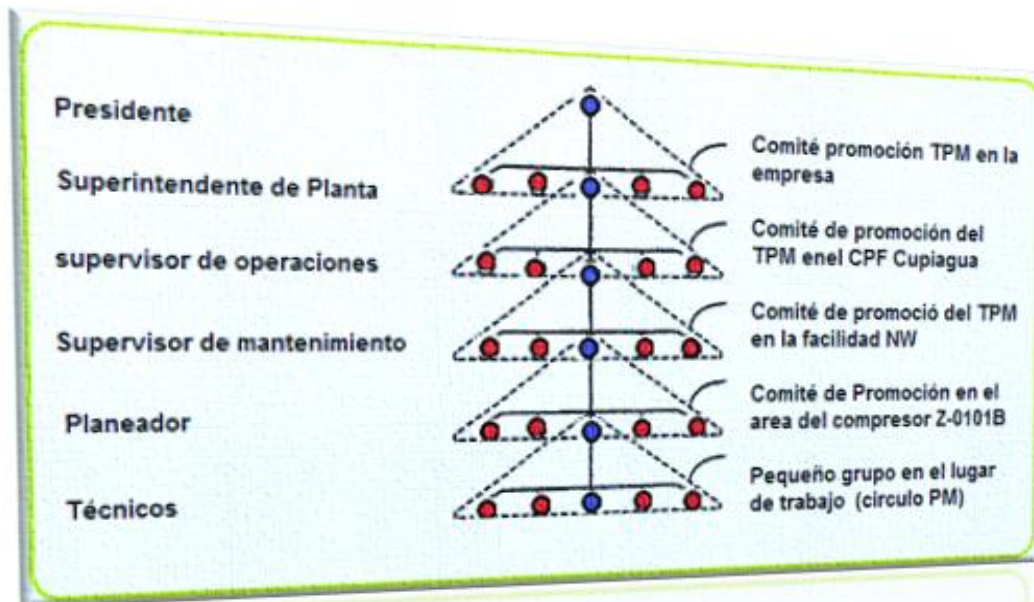 Presidente
Comité promoción TPM en la
empresa
Superintendente de Planta
Comité de promoción del
TPM enel CPF Cupiagua
supervisor de operaciones
Comité de promoció del TPM
en la facilidad NW
Supervisor de mantenimiento
Comité de Promoción en el
area del compresor Z-0101B
Planeador
Pequeño grupo en el lugar
de trabajo (circulo PM)
Técnicos